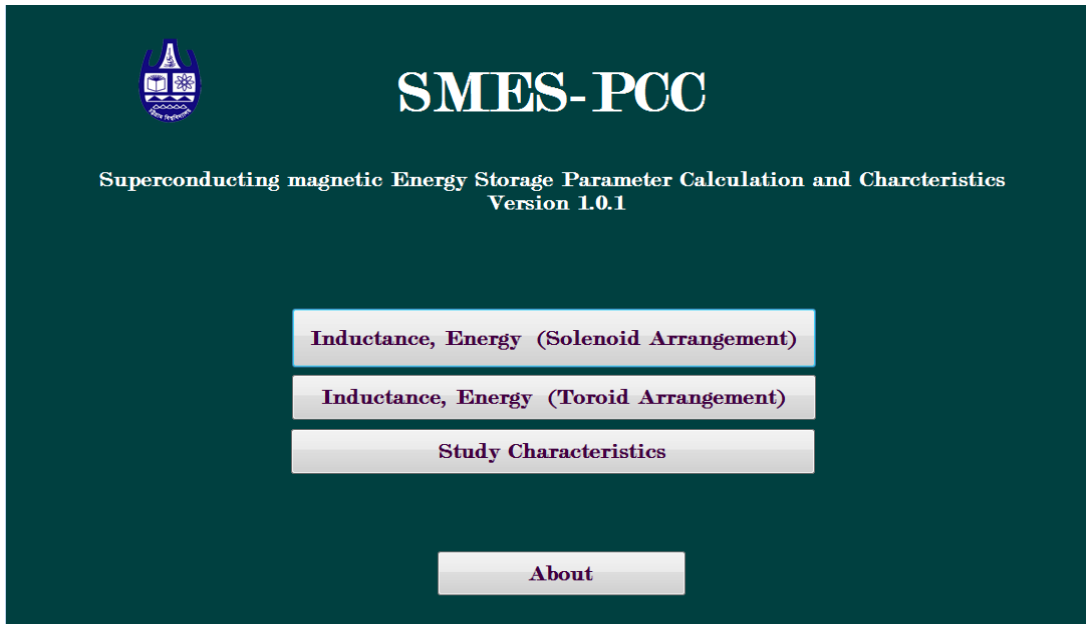 SMES-PCC
Superconducting magnetic Energy Storage Parameter Calculation and Charcteristics
Version 1.0.1
Inductance, Energy (Solenoid Arrangement)
Inductance, Energy (Toroid Arrangement)
Study Characteristics
About